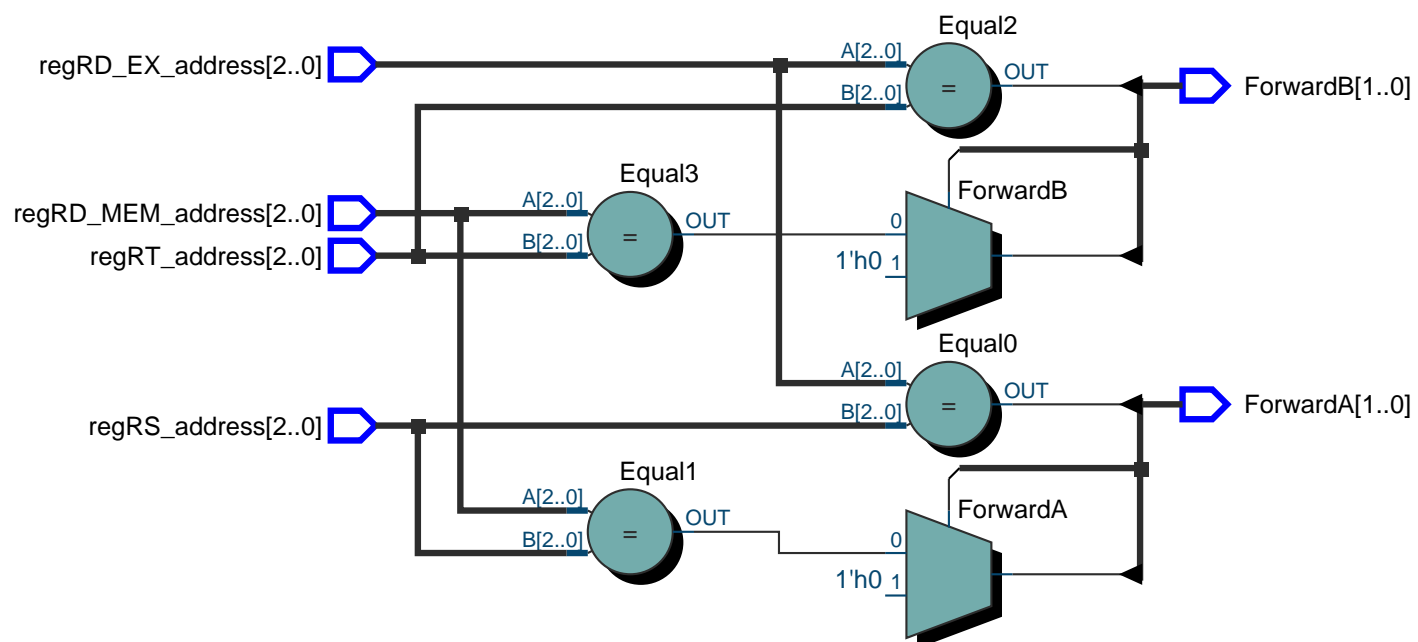 Equal2
regRD_EX_address[2..0]
A[2..0]
B[2..0]
=
OUT
ForwardB[1..0]
Equal3
ForwardB
regRD_MEM_address[2..0]
regRT_address[2..0]
A[2..0]
B[2..0]
=
OUT
0
1'h0 1
Equal0
A[2..0]
B[2..0]
=
OUT
ForwardA[1..0]
regRS_address[2..0]
Equal1
ForwardA
A[2..0]
B[2..0]
=
OUT
0
1'h0 1